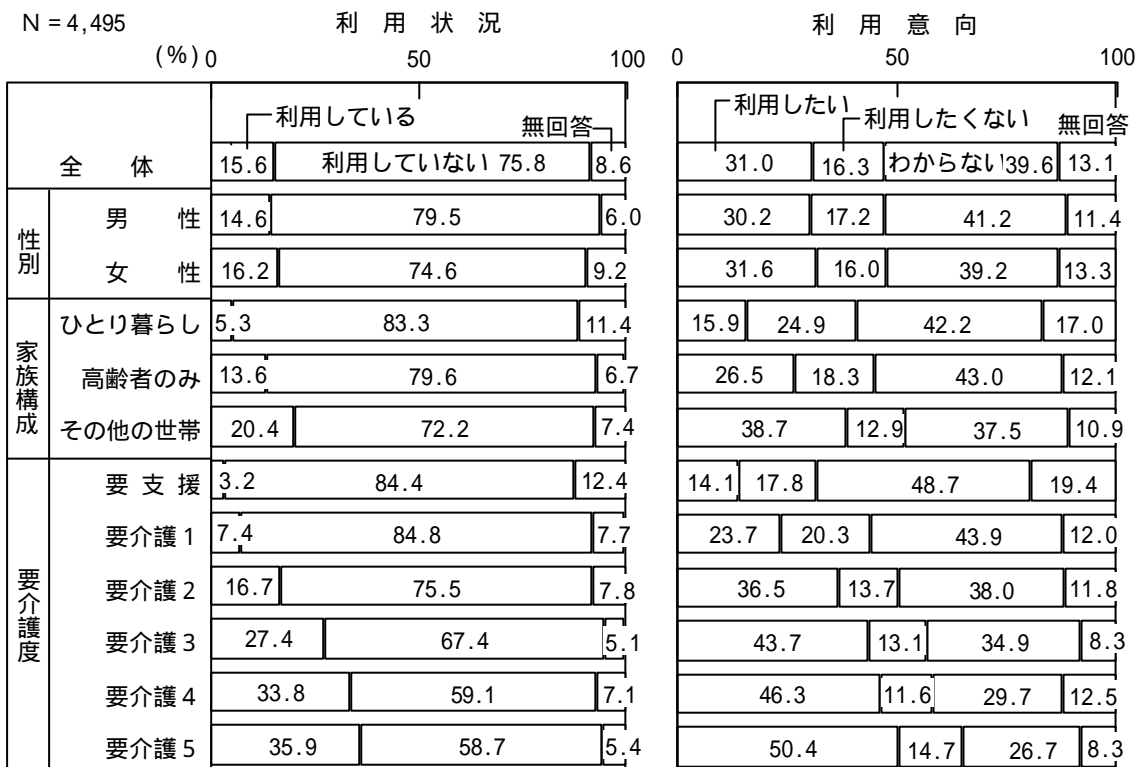 N = 4,495 利用状況 利用意向
(%) 0 50 100 0 50 100
利用している 無回答 利用したい 利用したくない 無回答
全体 15.6 利用していない 75.8 8.6 31.0 16.3 わからない 39.6 13.1
性別
男性 14.6 79.5 6.0 30.2 17.2 41.2 11.4
女性 16.2 74.6 9.2 31.6 16.0 39.2 13.3
家族構成
ひとり暮らし 5.3 83.3 11.4 15.9 24.9 42.2 17.0
高齢者のみ 13.6 79.6 6.7 26.5 18.3 43.0 12.1
その他の世帯 20.4 72.2 7.4 38.7 12.9 37.5 10.9
要介護度
要支援 3.2 84.4 12.4 14.1 17.8 48.7 19.4
要介護1 7.4 84.8 7.7 23.7 20.3 43.9 12.0
要介護2 16.7 75.5 7.8 36.5 13.7 38.0 11.8
要介護3 27.4 67.4 5.1 43.7 13.1 34.9 8.3
要介護4 33.8 59.1 7.1 46.3 11.6 29.7 12.5
要介護5 35.9 58.7 5.4 50.4 14.7 26.7 8.3